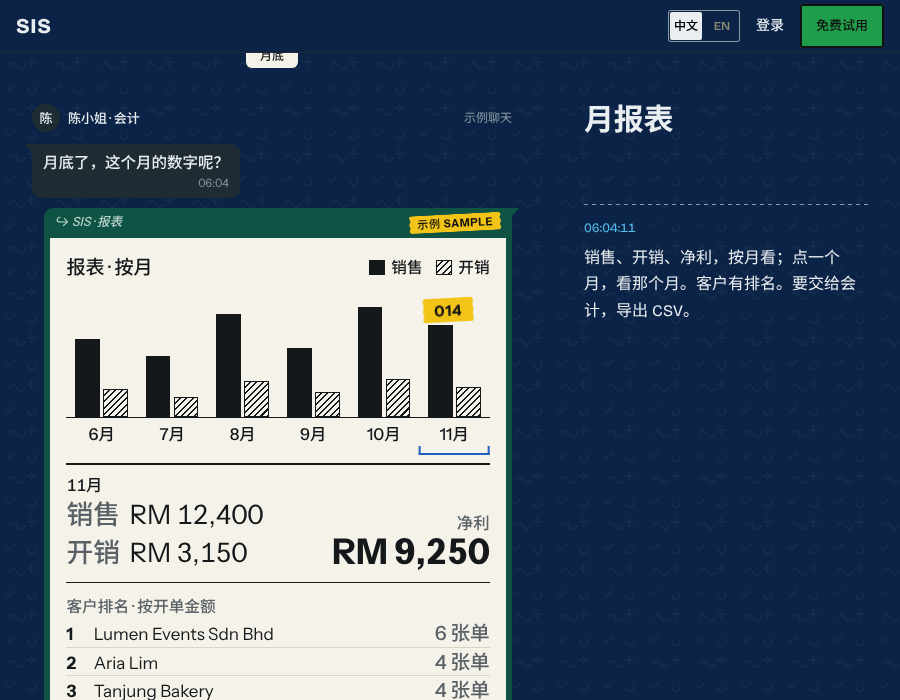 SIS
中文 EN 登录 免费试用
月底
陈 陈小姐·会计 示例聊天
月底了，这个月的数字呢？
06:04
SIS·报表 示例 SAMPLE
报表·按月 销售 开销
014
6月 7月 8月 9月 10月 11月
11月
销售 RM 12,400
开销 RM 3,150
净利
RM 9,250
客户排名·按开单金额
1 Lumen Events Sdn Bhd 6 张单
2 Aria Lim 4 张单
3 Tanjung Bakery 4 张单
月报表
06:04:11
销售、开销、净利，按月看；点一个
月，看那个月。客户有排名。要交给会
计，导出 CSV。